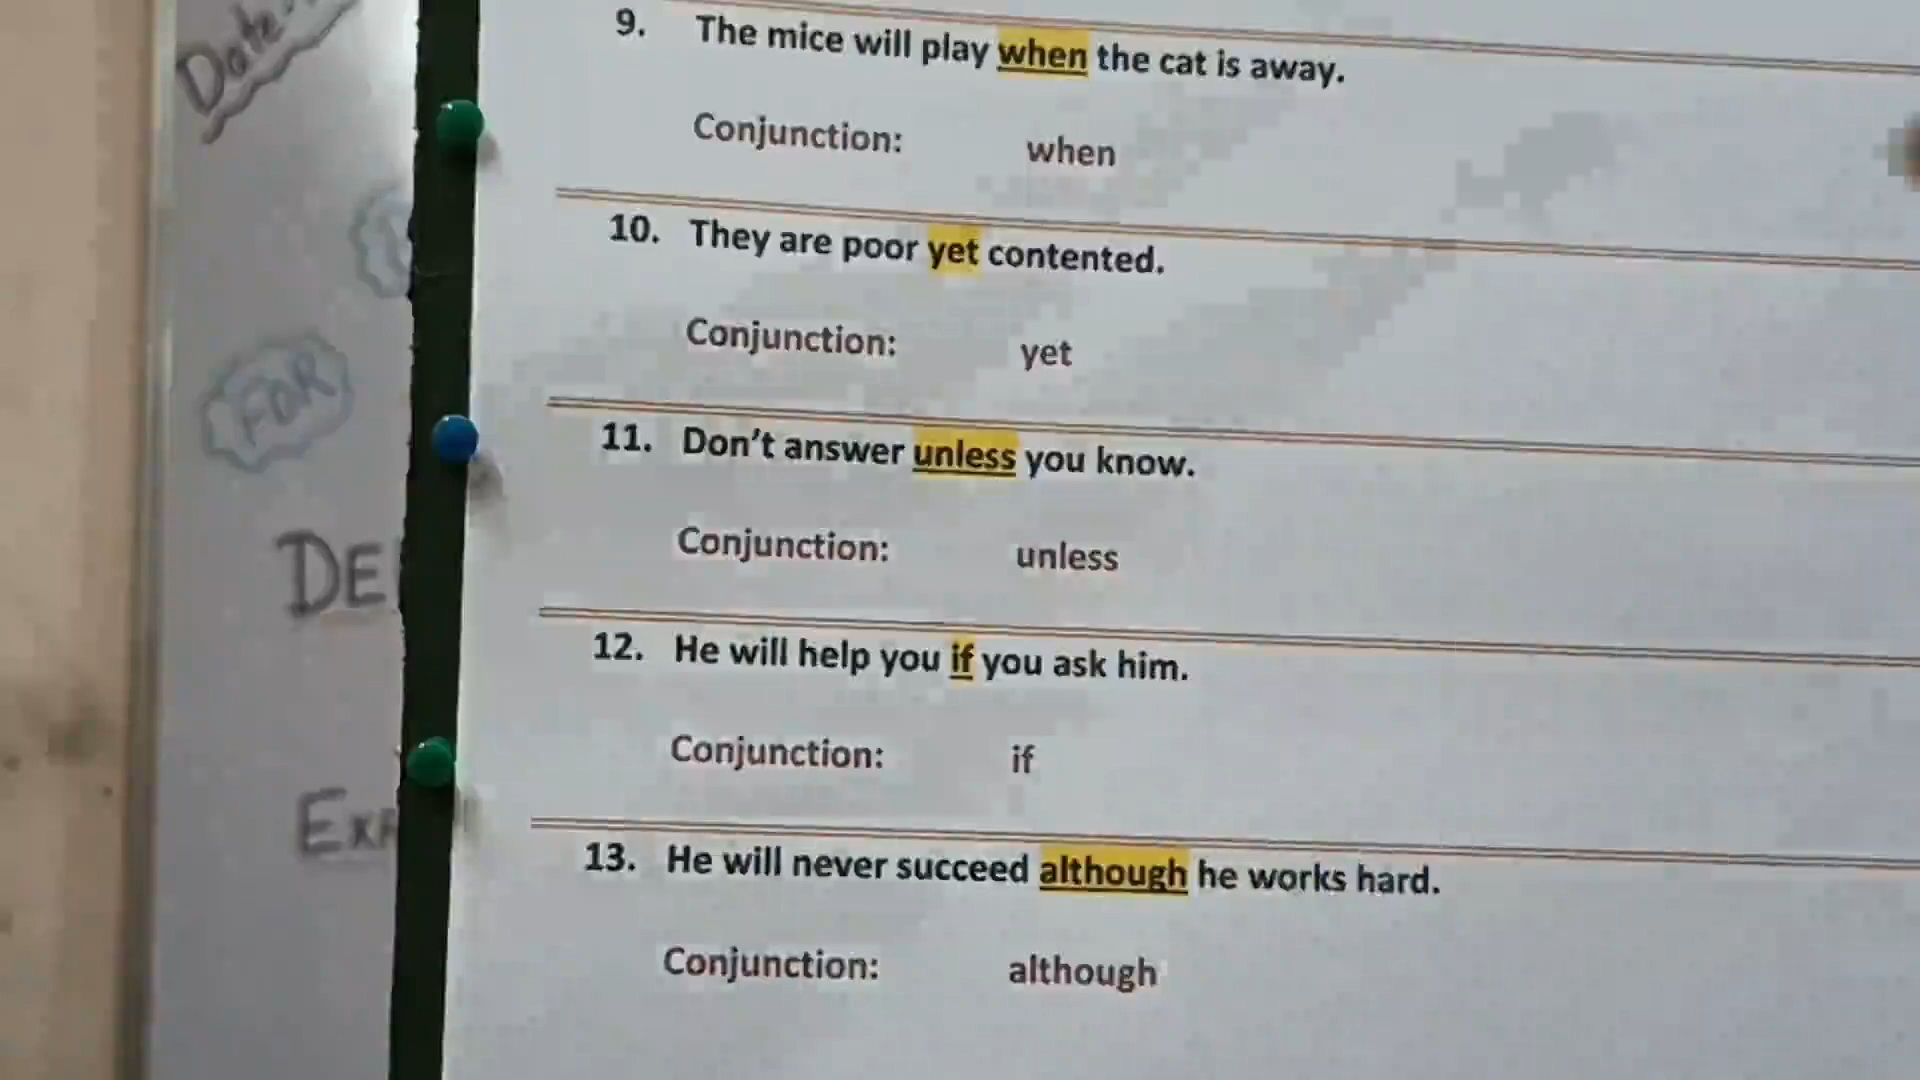 Date
FOR
DE
Ex
9. The mice will play when the cat is away.
Conjunction: when
10. They are poor yet contented.
Conjunction: yet
11. Don't answer unless you know.
Conjunction: unless
12. He will help you if you ask him.
Conjunction: if
13. He will never succeed although he works hard.
Conjunction: although